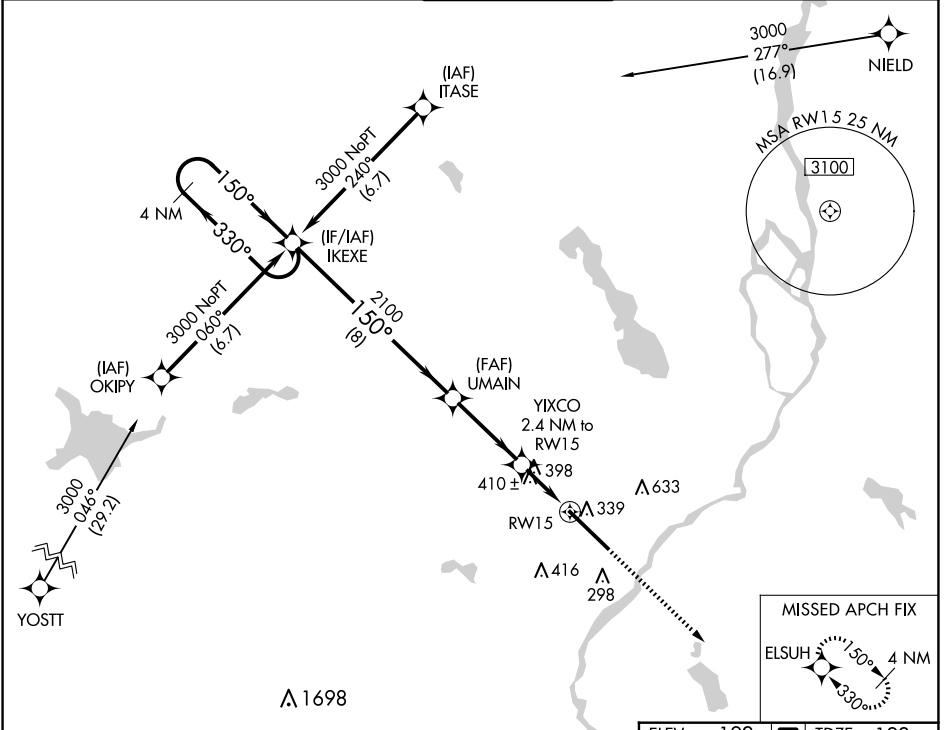 3000
277°
(16.9)
NIELD
(IAF)
ITASE
MSA RW15 25 NM
3100
3000 NoPT
240°
(6.7)
150°
4 NM
330°
(IF/IAF)
IKEXE
3000 NoPT
060°
(6.7)
2100
150°
(8)
(IAF)
OKIPY
(FAF)
UMAIN
YIXCO
2.4 NM to
RW15
398
410 ±
633
339
RW15
3000
046°
(29.2)
416
298
YOSTT
MISSED APCH FIX
ELSUH
150°
4 NM
330°
1698